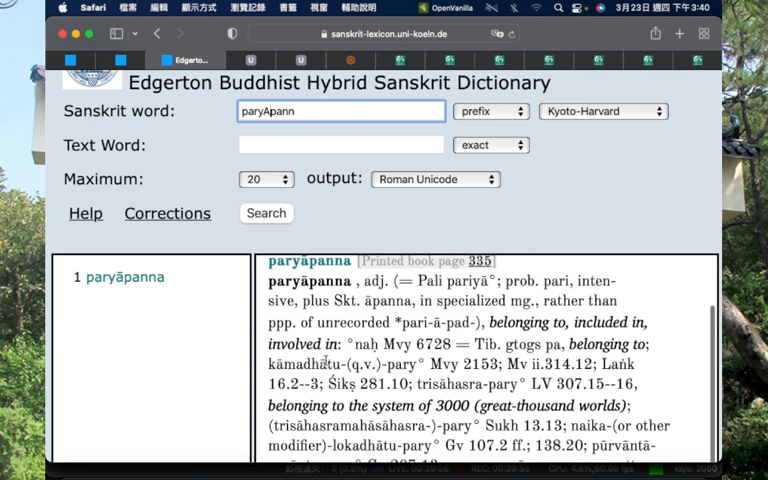 Safari 檔案 編輯 顯示方式 瀏覽記錄 書籤 視窗 輔助說明 OpenVanilla 3月23日 週四 下午3:40
sanskrit-lexicon.uni-koeln.de
Edgerto...
Edgerton Buddhist Hybrid Sanskrit Dictionary
Sanskrit word: paryApann prefix Kyoto-Harvard
Text Word: exact
Maximum: 20 output: Roman Unicode
Help Corrections Search
1 paryāpanna
paryāpanna [Printed book page 335]
paryāpanna , adj. (= Pali pariyā°; prob. pari, inten-
sive, plus Skt. āpanna, in specialized mg., rather than
ppp. of unrecorded *pari-ā-pad-), belonging to, included in,
involved in: °naḥ Mvy 6728 = Tib. gtogs pa, belonging to;
kāmadhātu-(q.v.)-pary° Mvy 2153; Mv ii.314.12; Laṅk
16.2--3; Śikṣ 281.10; trisāhasra-pary° LV 307.15--16,
belonging to the system of 3000 (great-thousand worlds);
(trisāhasramahāsāhasra-)-pary° Sukh 13.13; naika-(or other
modifier)-lokadhātu-pary° Gv 107.2 ff.; 138.20; pūrvāntā-